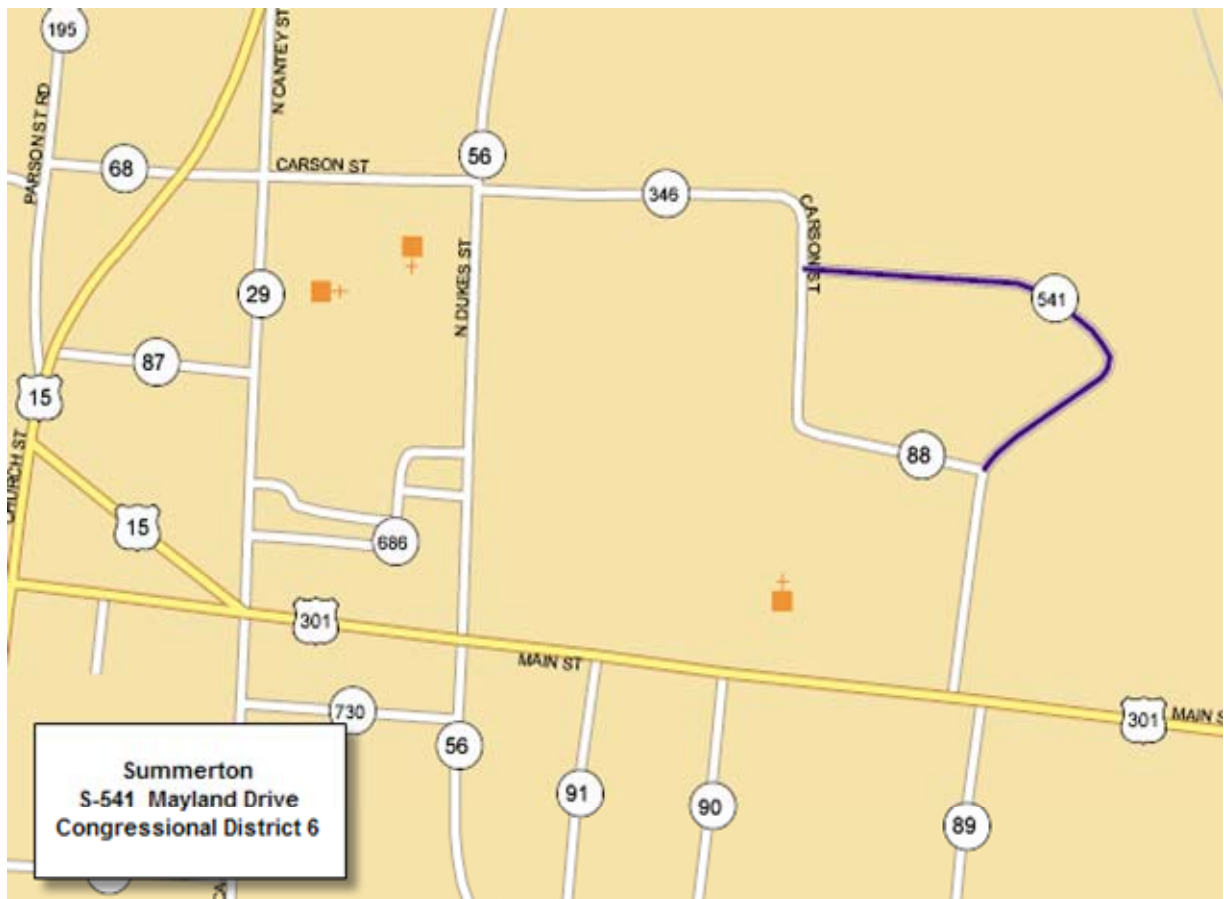 195
N CANTEY ST
PARSON ST RD
68
CARSON ST
56
346
CARSON ST
N DUKES ST
29
541
87
15
CHURCH ST
88
15
686
301
MAIN ST
301
MAIN S
730
56
91
90
89
Summerton
S-541 Mayland Drive
Congressional District 6